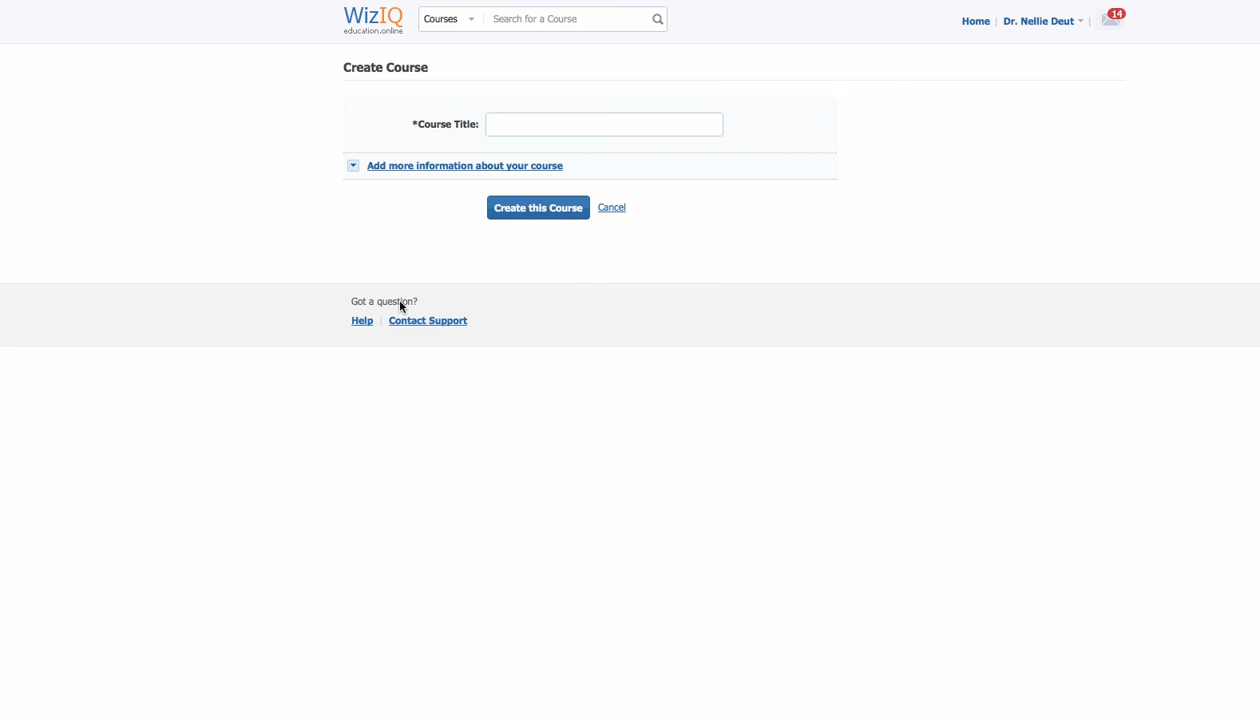 WizIQ
education.online
Courses
Search for a Course
Home
Dr. Nellie Deut
14
Create Course
*Course Title:
Add more information about your course
Create this Course
Cancel
Got a question?
Help
Contact Support